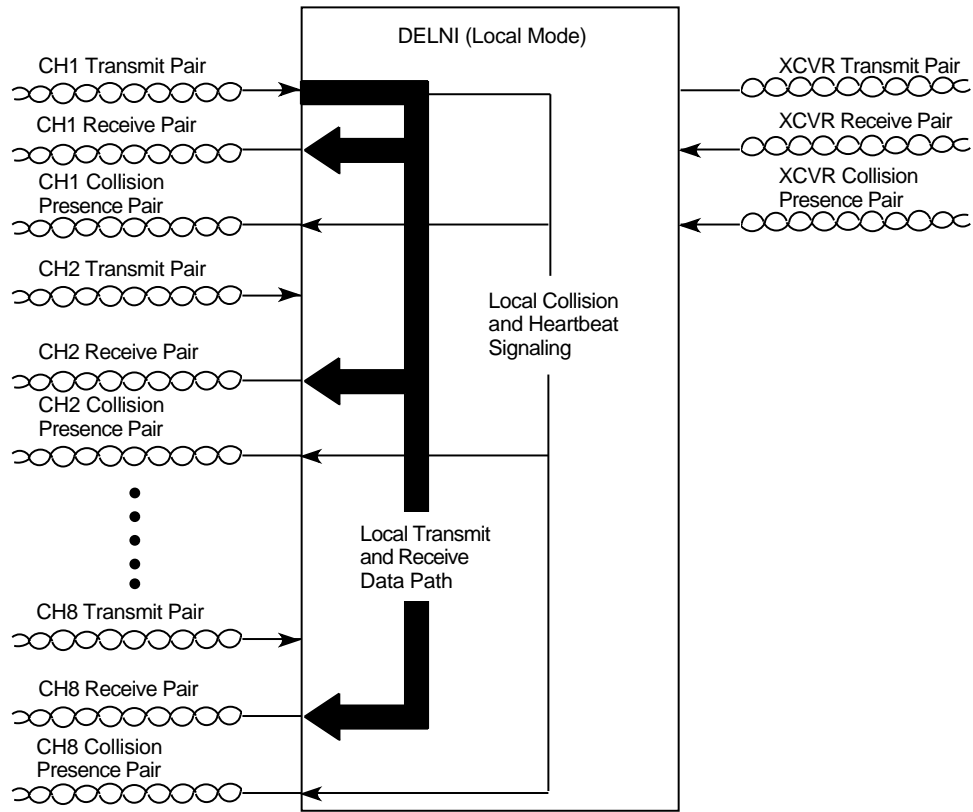 DELNI (Local Mode)
CH1 Transmit Pair
CH1 Receive Pair
CH1 Collision
Presence Pair
CH2 Transmit Pair
CH2 Receive Pair
CH2 Collision
Presence Pair
CH8 Transmit Pair
CH8 Receive Pair
CH8 Collision
Presence Pair
Local Collision
and Heartbeat
Signaling
Local Transmit
and Receive
Data Path
XCVR Transmit Pair
XCVR Receive Pair
XCVR Collision
Presence Pair